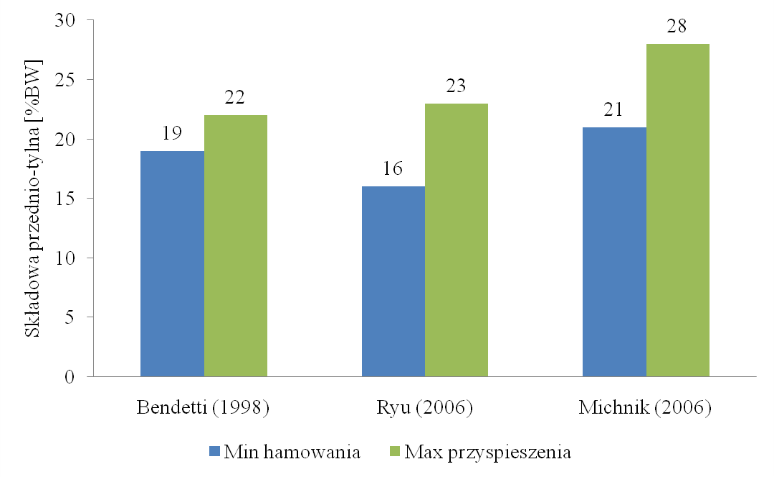 Składowa przednio-tylna [%BW]
30
25
20
15
10
5
0
19
22
16
23
21
28
Bendetti (1998)
Ryu (2006)
Michnik (2006)
Min hamowania
Max przyspieszenia